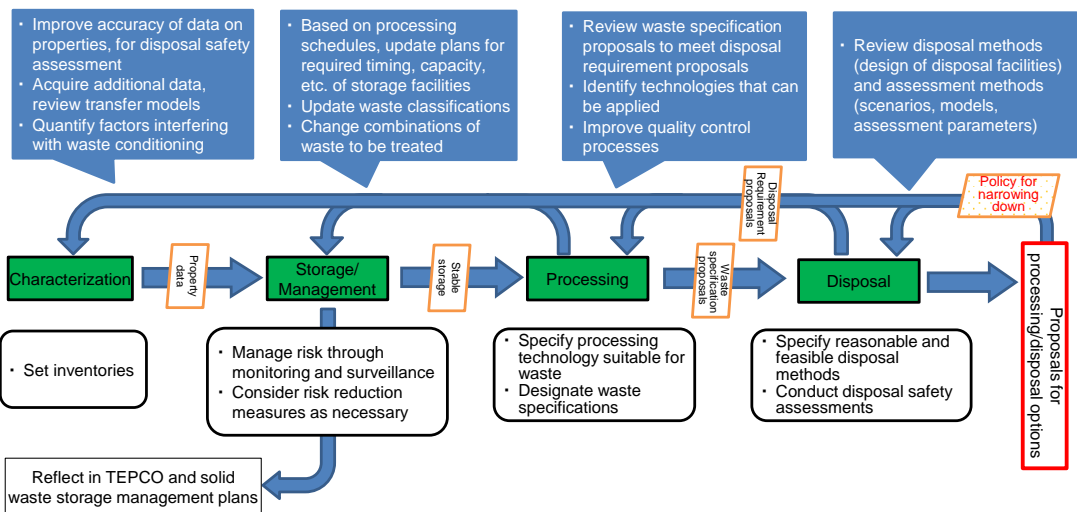 · Improve accuracy of data on
properties, for disposal safety
assessment
· Acquire additional data,
review transfer models
· Quantify factors interfering
with waste conditioning
· Based on processing
schedules, update plans for
required timing, capacity,
etc. of storage facilities
· Update waste classifications
· Change combinations of
waste to be treated
· Review waste specification
proposals to meet disposal
requirement proposals
· Identify technologies that can
be applied
· Improve quality control
processes
· Review disposal methods
(design of disposal facilities)
and assessment methods
(scenarios, models,
assessment parameters)
Disposal
Requirement
proposals
Policy for
narrowing
down
Characterization
Property
data
Storage/
Management
Stable
storage
Processing
Waste
specification
proposals
Disposal
Proposals for
processing/disposal options
· Set inventories
· Manage risk through
monitoring and surveillance
· Consider risk reduction
measures as necessary
· Specify processing
technology suitable for
waste
· Designate waste
specifications
· Specify reasonable and
feasible disposal
methods
· Conduct disposal safety
assessments
Reflect in TEPCO and solid
waste storage management plans